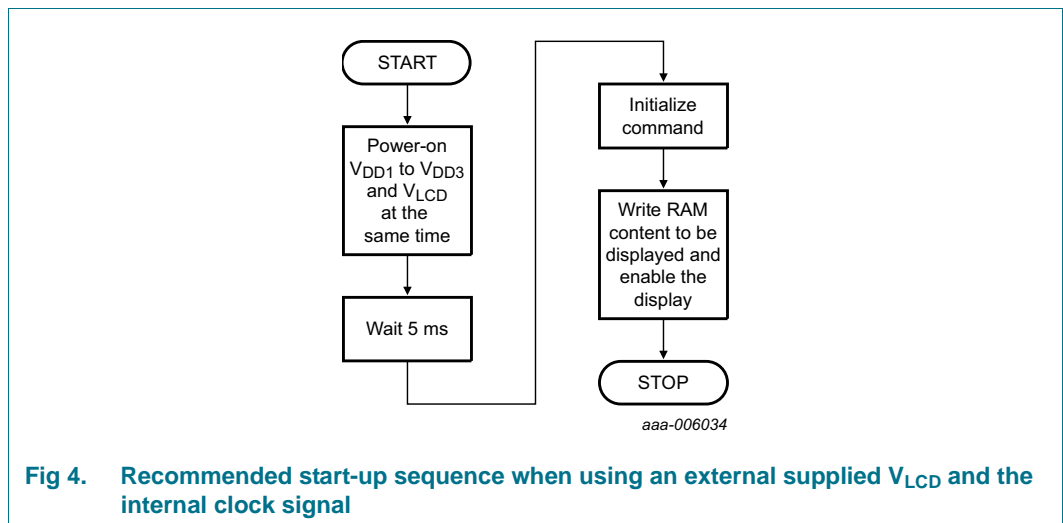 START
Power-on
VDD1 to VDD3
and VLCD
at the
same time
Wait 5 ms
Initialize
command
Write RAM
content to be
displayed and
enable the
display
STOP
aaa-006034
Fig 4. Recommended start-up sequence when using an external supplied VLCD and the
internal clock signal